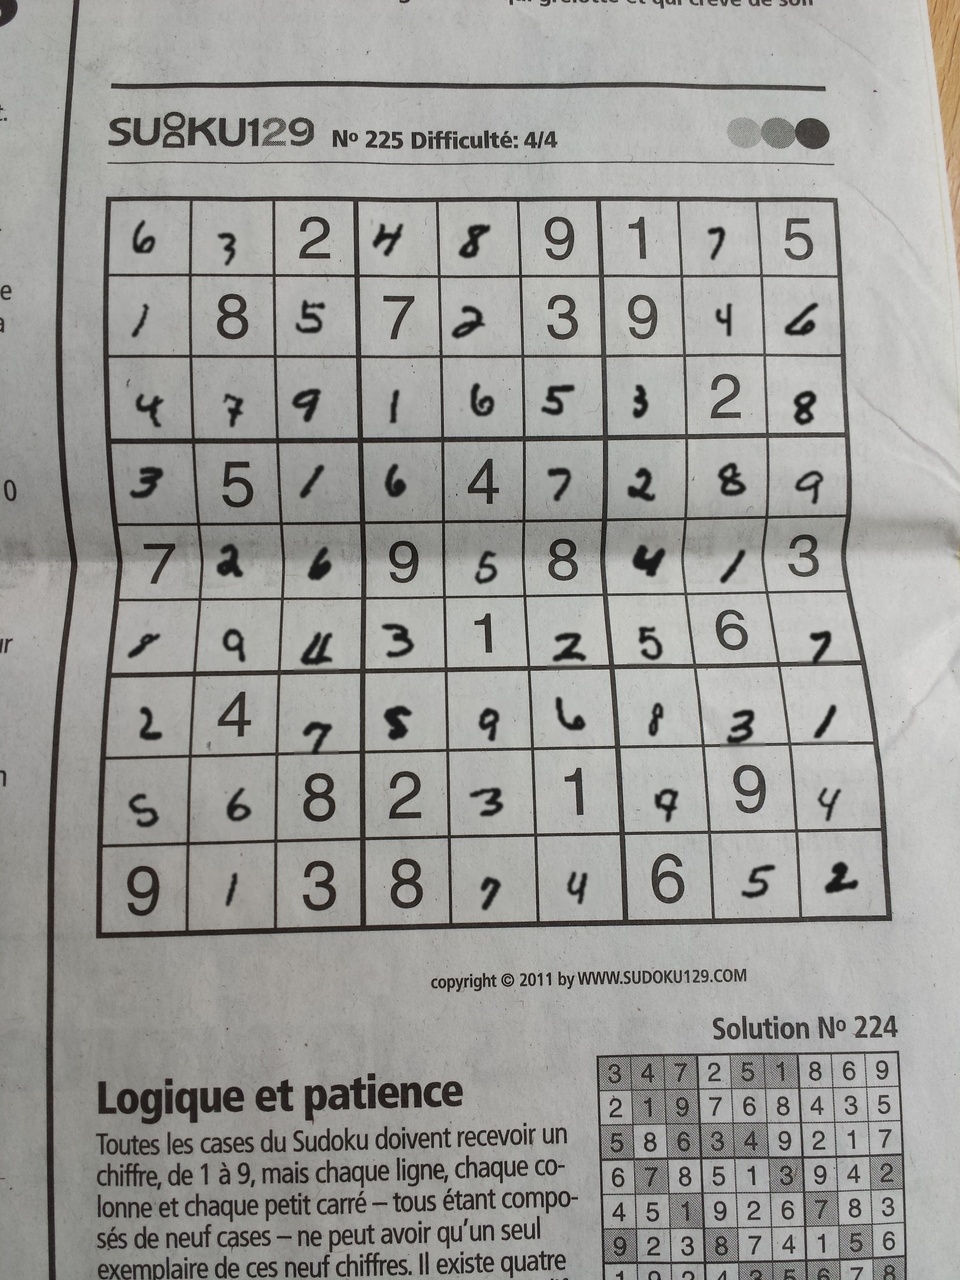 SUDOKU129 Nº 225 Difficulté: 4/4
6 3 2 4 8 9 1 7 5
1 8 5 7 2 3 9 4 6
4 7 9 1 6 5 3 2 8
3 5 1 6 4 7 2 8 9
7 2 6 9 5 8 4 1 3
8 9 4 3 1 2 5 6 7
2 4 7 5 9 6 8 3 1
5 6 8 2 3 1 9 4
9 1 3 8 7 4 6 5 2
copyright © 2011 by WWW.SUDOKU129.COM
Solution Nº 224
3 4 7 2 5 1 8 6 9
2 1 9 7 6 8 4 3 5
5 8 6 3 4 9 2 1 7
6 7 8 5 1 3 9 4 2
4 5 1 9 2 6 7 8 3
9 2 3 8 7 4 1 5 6
Logique et patience
Toutes les cases du Sudoku doivent recevoir un
chiffre, de 1 à 9, mais chaque ligne, chaque co-
lonne et chaque petit carré – tous étant compo-
sés de neuf cases – ne peut avoir qu'un seul
exemplaire de ces neuf chiffres. Il existe quatre